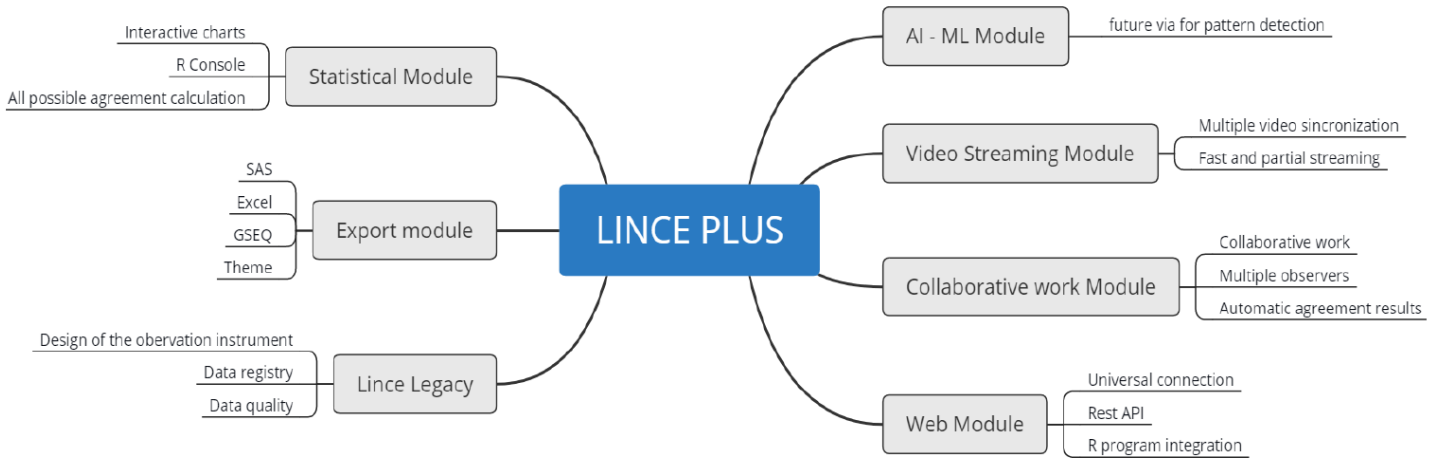 LINCE PLUS
Statistical Module
Interactive charts
R Console
All possible agreement calculation
Export module
SAS
Excel
GSEQ
Theme
Lince Legacy
Design of the obervation instrument
Data registry
Data quality
AI - ML Module
future via for pattern detection
Video Streaming Module
Multiple video sincronization
Fast and partial streaming
Collaborative work Module
Collaborative work
Multiple observers
Automatic agreement results
Web Module
Universal connection
Rest API
R program integration